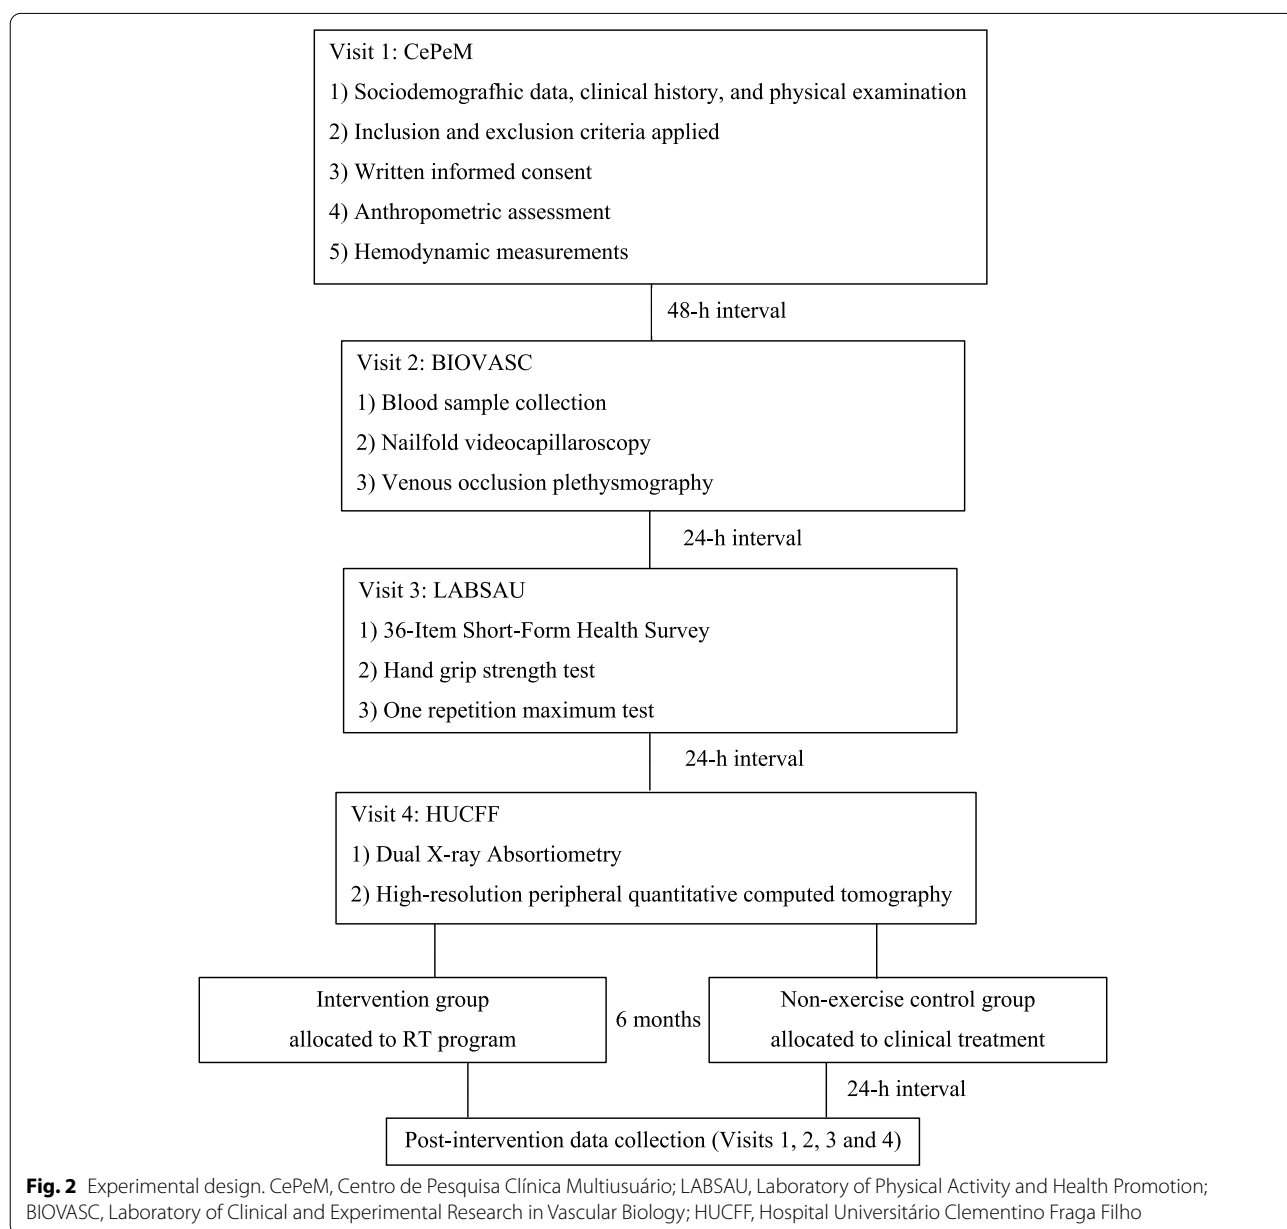 Visit 1: CePeM
1) Sociodemografhic data, clinical history, and physical examination
2) Inclusion and exclusion criteria applied
3) Written informed consent
4) Anthropometric assessment
5) Hemodynamic measurements
48-h interval
Visit 2: BIOVASC
1) Blood sample collection
2) Nailfold videocapillaroscopy
3) Venous occlusion plethysmography
24-h interval
Visit 3: LABSAU
1) 36-Item Short-Form Health Survey
2) Hand grip strength test
3) One repetition maximum test
24-h interval
Visit 4: HUCFF
1) Dual X-ray Absortiometry
2) High-resolution peripheral quantitative computed tomography
Intervention group
allocated to RT program
6 months
Non-exercise control group
allocated to clinical treatment
24-h interval
Post-intervention data collection (Visits 1, 2, 3 and 4)
Fig. 2 Experimental design. CePeM, Centro de Pesquisa Clínica Multiusuário; LABSAU, Laboratory of Physical Activity and Health Promotion;
BIOVASC, Laboratory of Clinical and Experimental Research in Vascular Biology; HUCFF, Hospital Universitário Clementino Fraga Filho